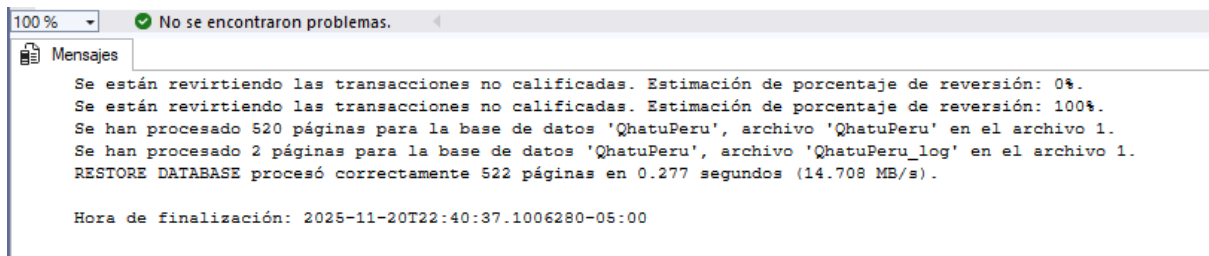 100 %
No se encontraron problemas.
Mensajes
Se están revirtiendo las transacciones no calificadas. Estimación de porcentaje de reversión: 0%.
Se están revirtiendo las transacciones no calificadas. Estimación de porcentaje de reversión: 100%.
Se han procesado 520 páginas para la base de datos 'QhatuPeru', archivo 'QhatuPeru' en el archivo 1.
Se han procesado 2 páginas para la base de datos 'QhatuPeru', archivo 'QhatuPeru_log' en el archivo 1.
RESTORE DATABASE procesó correctamente 522 páginas en 0.277 segundos (14.708 MB/s).
Hora de finalización: 2025-11-20T22:40:37.1006280-05:00